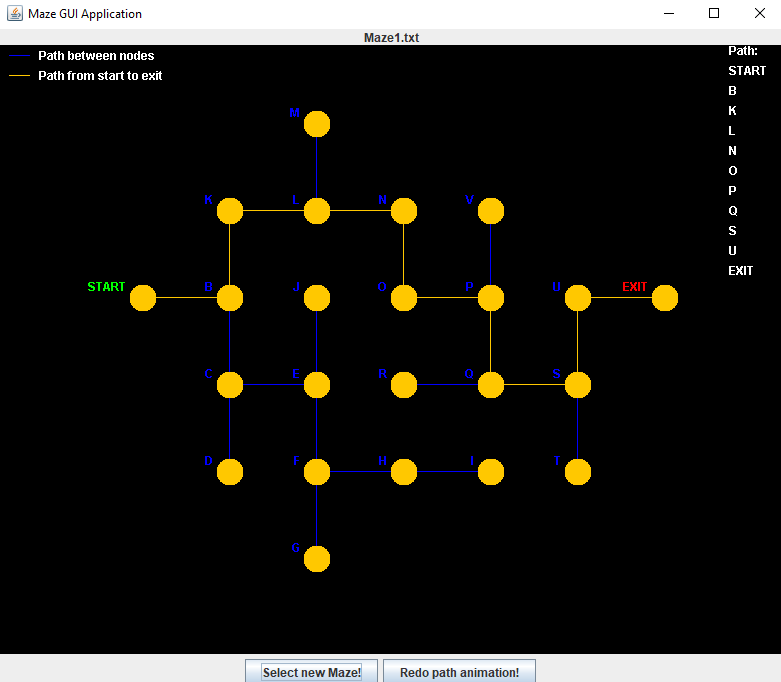 Maze GUI Application
Maze1.txt
Path between nodes
Path from start to exit
Path:
START
B
K
L
N
O
P
Q
S
U
EXIT
M
K L N V
START B J O P U EXIT
C E R Q S
D F H I T
G
Select new Maze! Redo path animation!